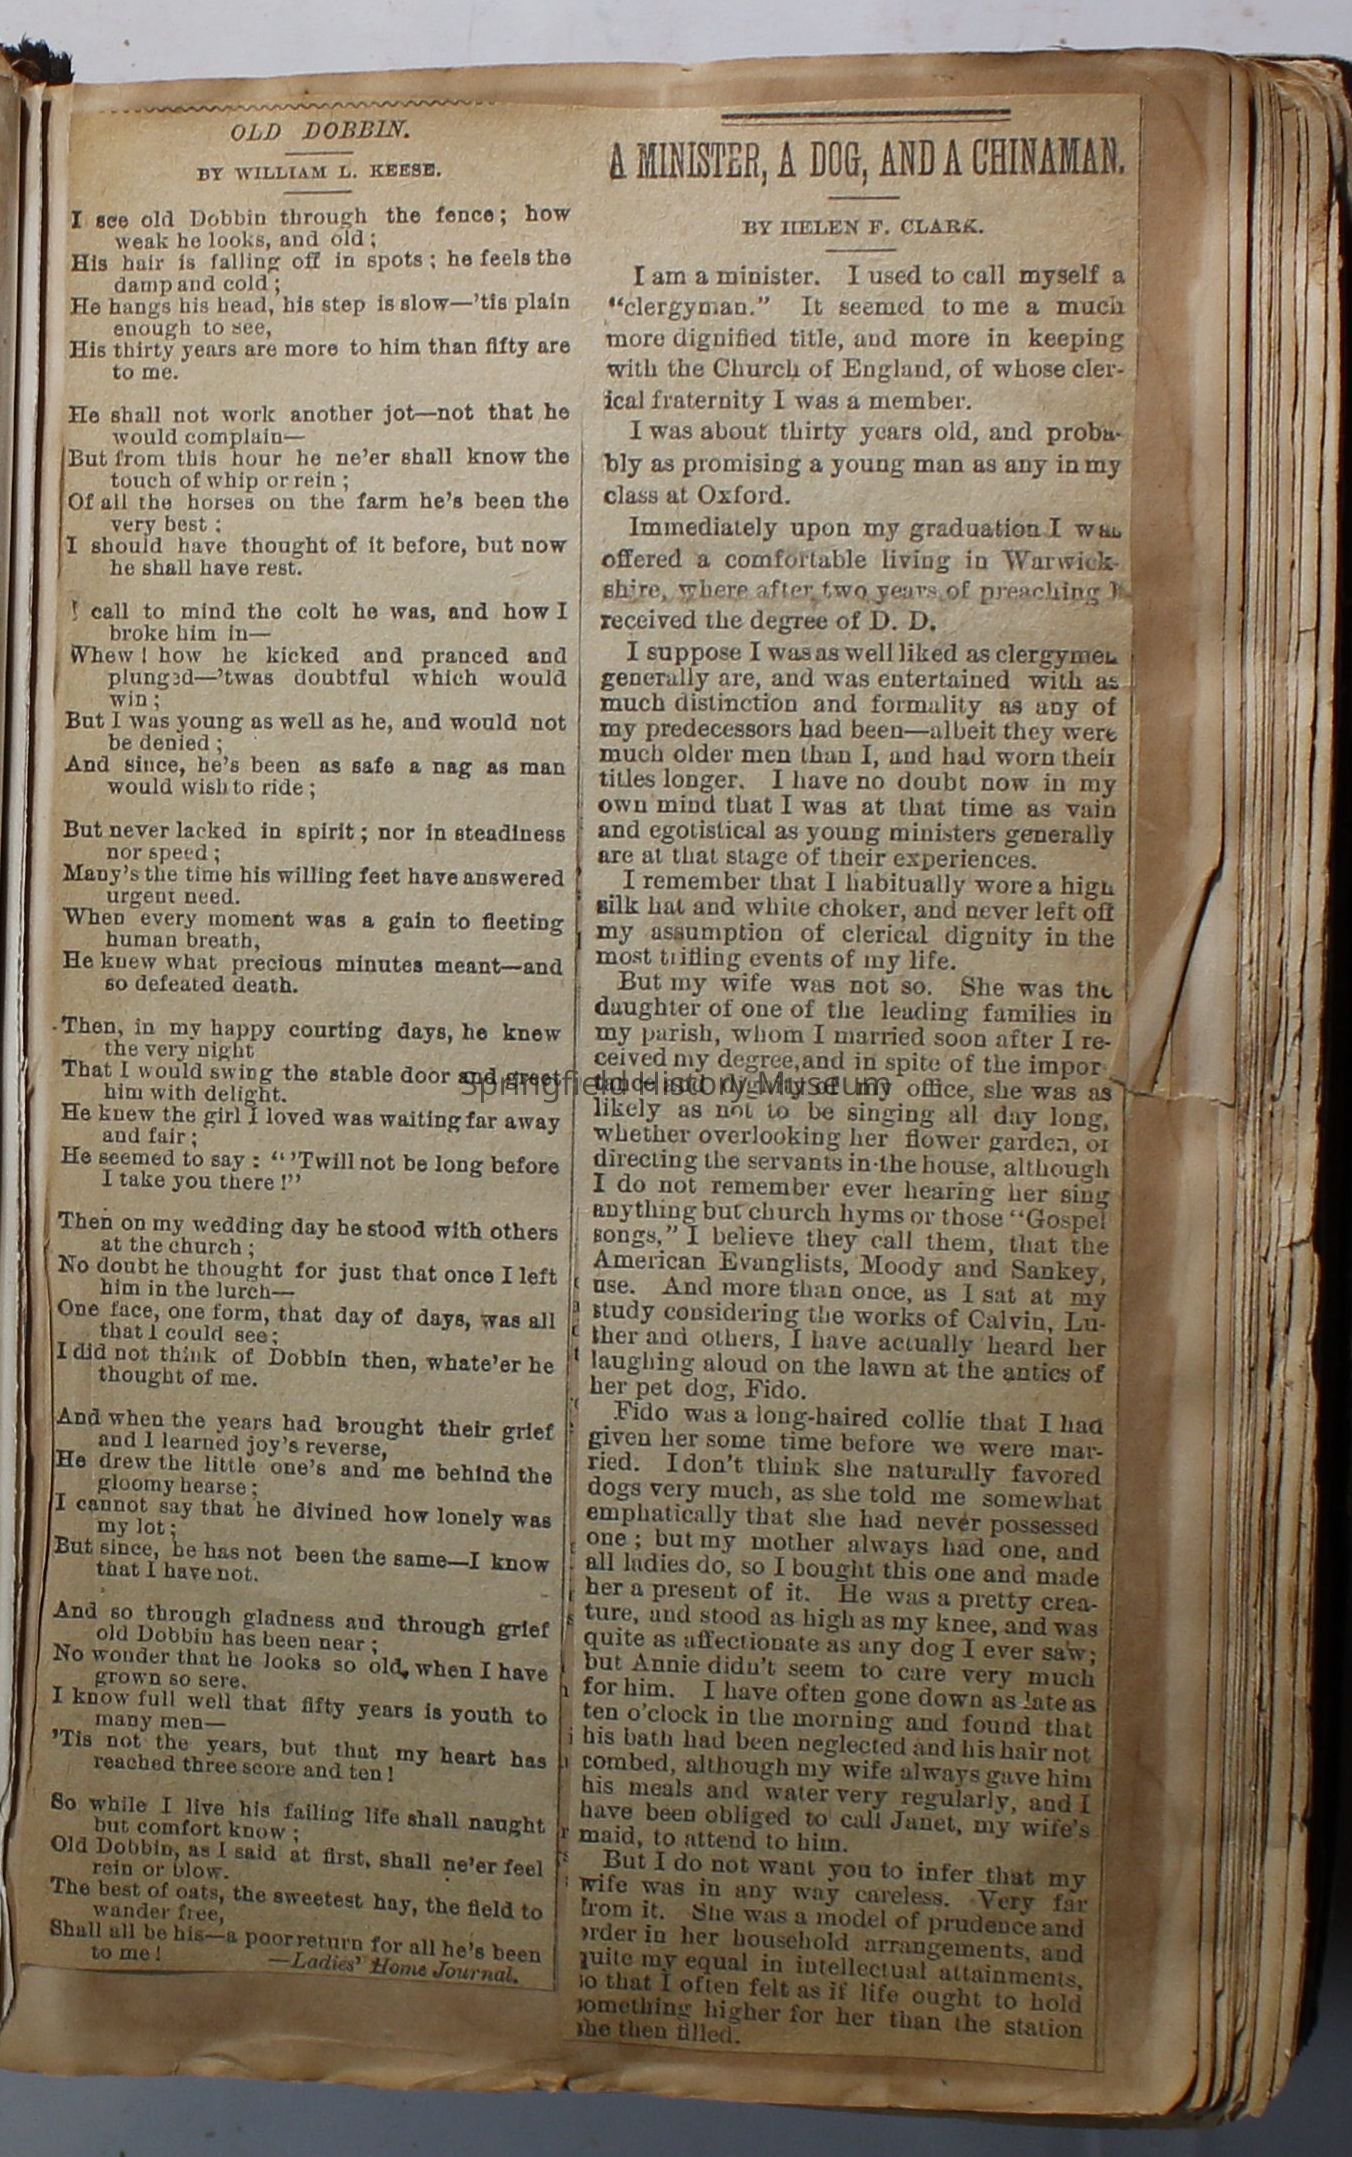 OLD DOBBIN.
BY WILLIAM L. KEESE.
I see old Dobbin through the fence; how
weak he looks, and old;
His hair is falling off in spots; he feels the
damp and cold;
He hangs his head, his step is slow—'tis plain
enough to see,
His thirty years are more to him than fifty are
to me.
He shall not work another jot—not that he
would complain—
But from this hour he ne'er shall know the
touch of whip or rein;
Of all the horses on the farm he's been the
very best;
I should have thought of it before, but now
he shall have rest.
I call to mind the colt he was, and how I
broke him in—
Whew! how he kicked and pranced and
plunged—'twas doubtful which would
win;
But I was young as well as he, and would not
be denied;
And since, he's been as safe a nag as man
would wish to ride;
But never lacked in spirit; nor in steadiness
nor speed;
Many's the time his willing feet have answered
urgent need.
When every moment was a gain to fleeting
human breath,
He knew what precious minutes meant—and
so defeated death.
Then, in my happy courting days, he knew
the very night
That I would swing the stable door and greet
him with delight.
He knew the girl I loved was waiting far away
and fair;
He seemed to say: "'Twill not be long before
I take you there!"
Then on my wedding day he stood with others
at the church;
No doubt he thought for just that once I left
him in the lurch—
One face, one form, that day of days, was all
that I could see;
I did not think of Dobbin then, whate'er he
thought of me.
And when the years had brought their grief
and I learned joy's reverse,
He drew the little one's and me behind the
gloomy hearse;
I cannot say that he divined how lonely was
my lot;
But since, he has not been the same—I know
that I have not.
And so through gladness and through grief
old Dobbin has been near;
No wonder that he looks so old, when I have
grown so sere.
I know full well that fifty years is youth to
many men—
'Tis not the years, but that my heart has
reached three score and ten!
So while I live his failing life shall naught
but comfort know;
Old Dobbin, as I said at first, shall ne'er feel
rein or blow.
The best of oats, the sweetest hay, the field to
wander free,
Shall all be his—a poor return for all he's been
to me!
—Ladies' Home Journal.
A MINISTER, A DOG, AND A CHINAMAN.
BY HELEN F. CLARK.
I am a minister. I used to call myself a
"clergyman." It seemed to me a much
more dignified title, and more in keeping
with the Church of England, of whose cler-
ical fraternity I was a member.
I was about thirty years old, and proba-
bly as promising a young man as any in my
class at Oxford.
Immediately upon my graduation I was
offered a comfortable living in Warwick-
shire, where after two years of preaching I
received the degree of D. D.
I suppose I was as well liked as clergymen
generally are, and was entertained with as
much distinction and formality as any of
my predecessors had been—albeit they were
much older men than I, and had worn their
titles longer. I have no doubt now in my
own mind that I was at that time as vain
and egotistical as young ministers generally
are at that stage of their experiences.
I remember that I habitually wore a high
silk hat and white choker, and never left off
my assumption of clerical dignity in the
most trifling events of my life.
But my wife was not so. She was the
daughter of one of the leading families in
my parish, whom I married soon after I re-
ceived my degree, and in spite of the impor-
tance and dignity of my office, she was as
likely as not to be singing all day long,
whether overlooking her flower garden, or
directing the servants in the house, although
I do not remember ever hearing her sing
anything but church hyms or those "Gospel
songs," I believe they call them, that the
American Evanglists, Moody and Sankey,
use. And more than once, as I sat at my
study considering the works of Calvin, Lu-
ther and others, I have actually heard her
laughing aloud on the lawn at the antics of
her pet dog, Fido.
Fido was a long-haired collie that I had
given her some time before we were mar-
ried. I don't think she naturally favored
dogs very much, as she told me somewhat
emphatically that she had never possessed
one; but my mother always had one, and
all ladies do, so I bought this one and made
her a present of it. He was a pretty crea-
ture, and stood as high as my knee, and was
quite as affectionate as any dog I ever saw;
but Annie didn't seem to care very much
for him. I have often gone down as late as
ten o'clock in the morning and found that
his bath had been neglected and his hair not
combed, although my wife always gave him
his meals and water very regularly, and I
have been obliged to call Janet, my wife's
maid, to attend to him.
But I do not want you to infer that my
wife was in any way careless. Very far
from it. She was a model of prudence and
order in her household arrangements, and
quite my equal in intellectual attainments,
so that I often felt as if life ought to hold
something higher for her than the station
she then filled.
Springfield History Museum